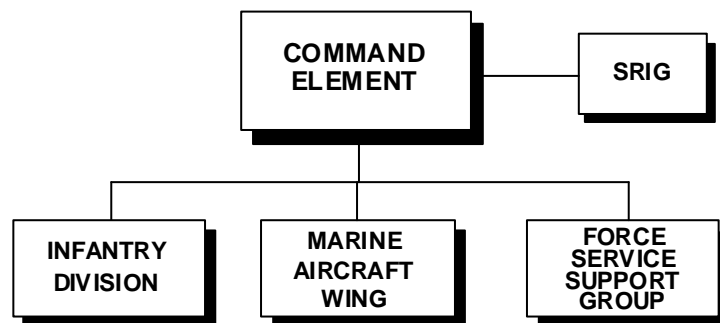 COMMAND
ELEMENT
SRIG
INFANTRY
DIVISION
MARINE
AIRCRAFT
WING
FORCE
SERVICE
SUPPORT
GROUP